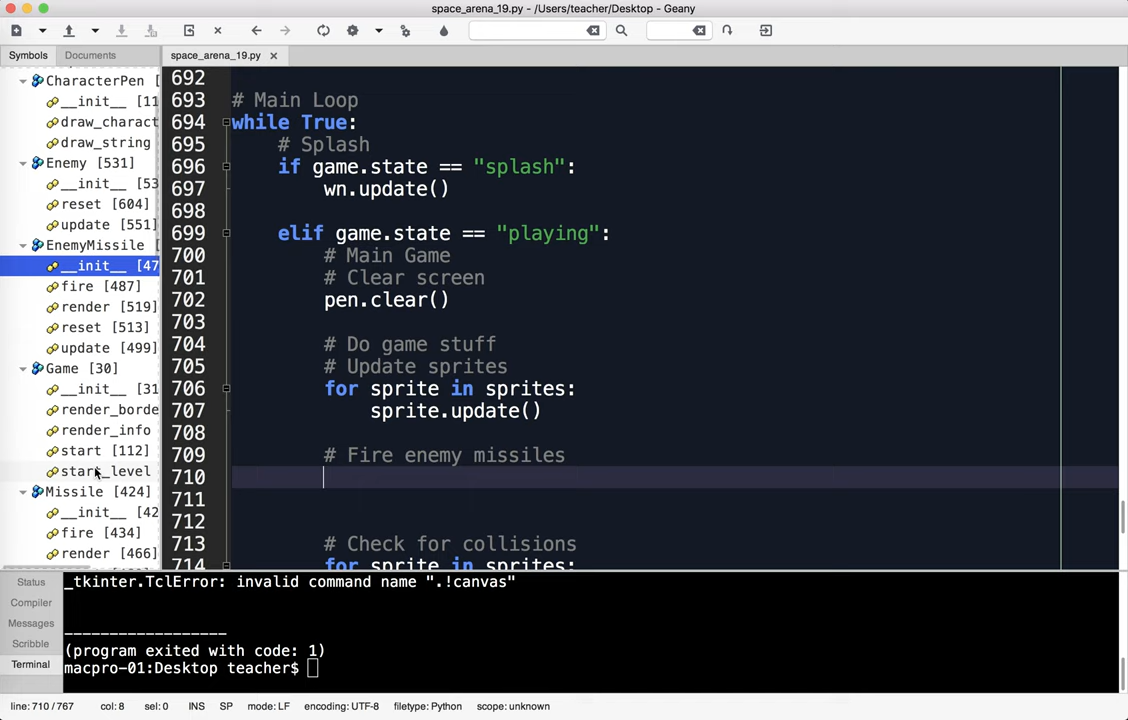 space_arena_19.py - /Users/teacher/Desktop - Geany
Symbols
Documents
space_arena_19.py
CharacterPen [
__init__ [11
draw_charact
draw_string
Enemy [531]
__init__ [53
reset [604]
update [551]
EnemyMissile [
__init__ [47
fire [487]
render [519]
reset [513]
update [499]
Game [30]
__init__ [31
render_borde
render_info
start [112]
start_level
Missile [424]
__init__ [42
fire [434]
render [466]
692
693 # Main Loop
694 while True:
695 # Splash
696 if game.state == "splash":
697 wn.update()
698
699 elif game.state == "playing":
700 # Main Game
701 # Clear screen
702 pen.clear()
703
704 # Do game stuff
705 # Update sprites
706 for sprite in sprites:
707 sprite.update()
708
709 # Fire enemy missiles
710
711
712
713 # Check for collisions
714 for sprite in sprites:
Status
Compiler
Messages
Scribble
Terminal
_tkinter.TclError: invalid command name ".!canvas"
------------------
(program exited with code: 1)
macpro-01:Desktop teacher$
line: 710 / 767 col: 8 sel: 0 INS SP mode: LF encoding: UTF-8 filetype: Python scope: unknown